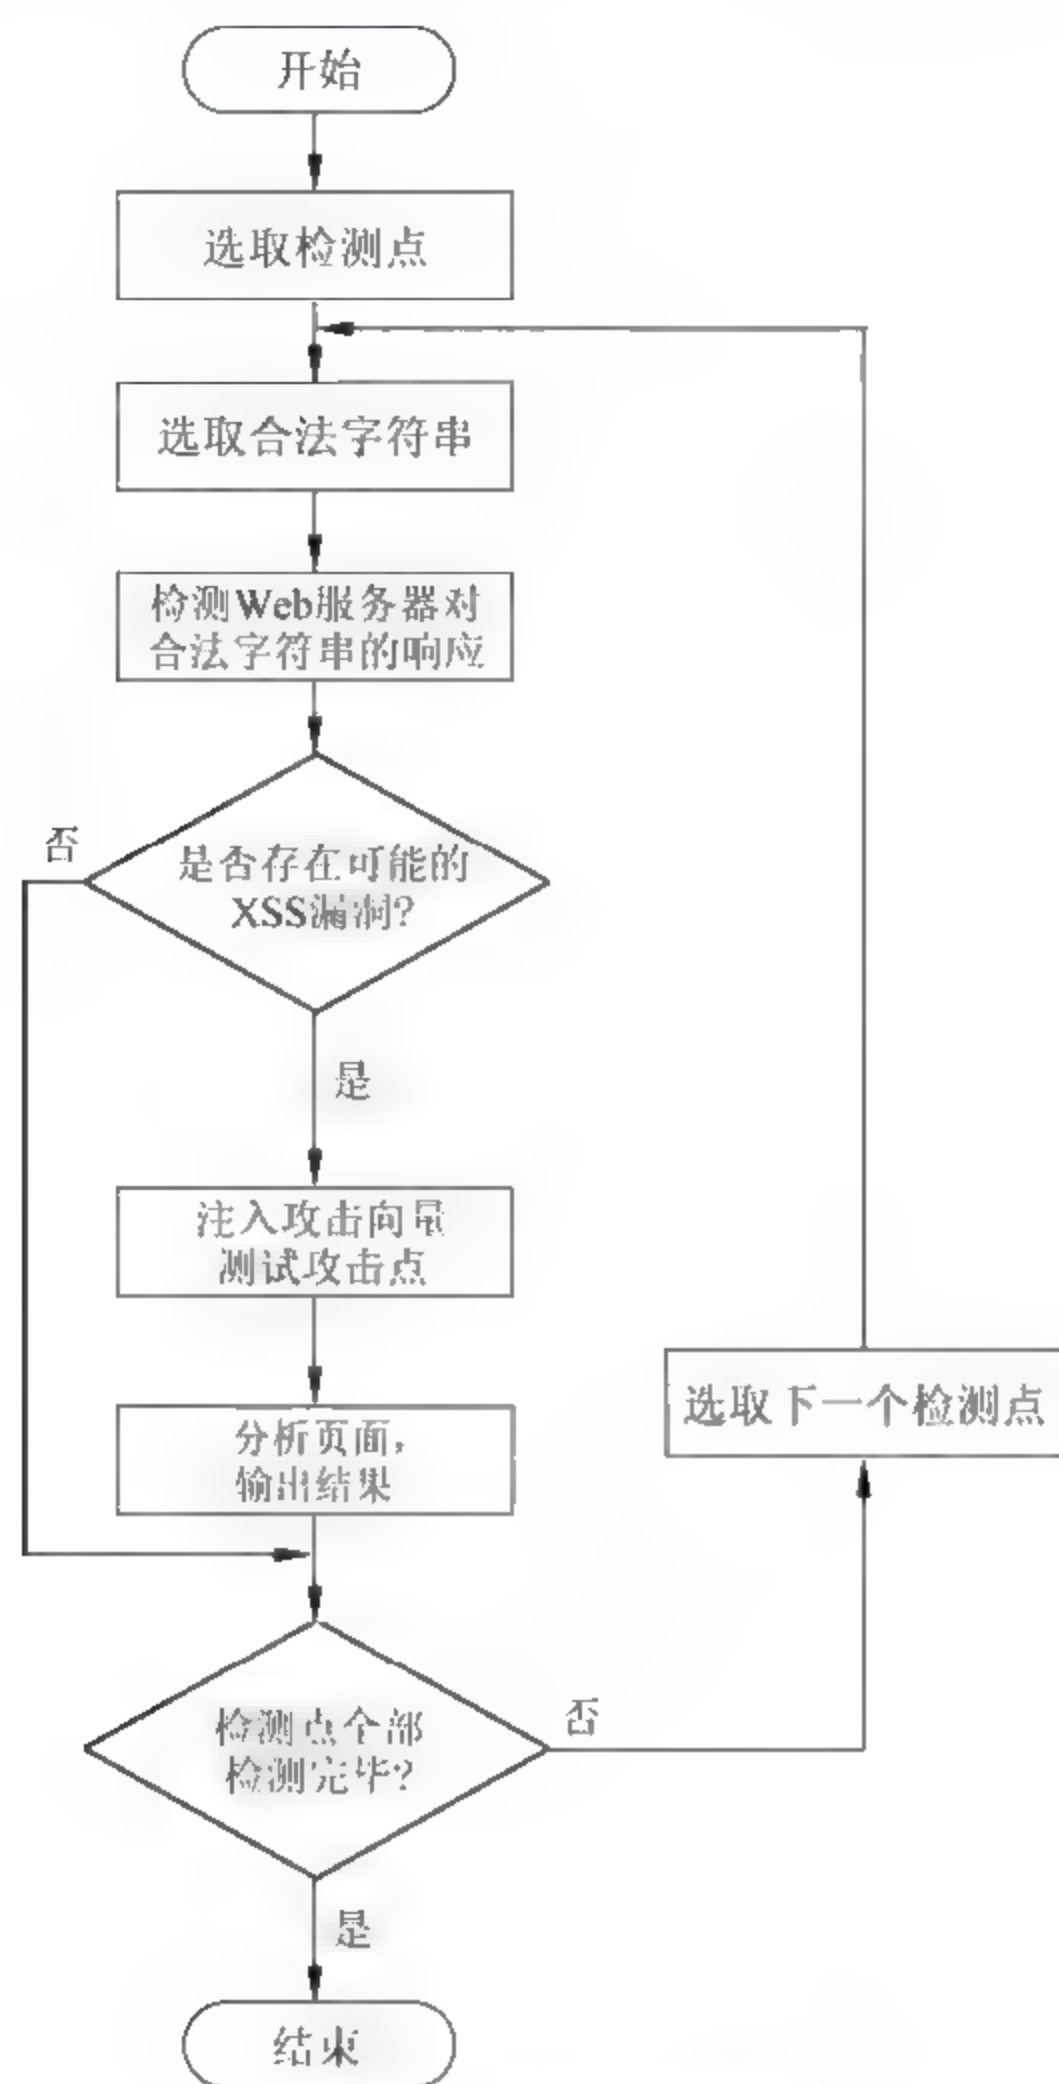 开始
选取检测点
选取合法字符串
检测Web服务器对
合法字符串的响应
否
是否存在可能的
XSS漏洞?
是
注入攻击向量
测试攻击点
分析页面,
输出结果
选取下一个检测点
检测点全部
检测完毕?
否
是
结束